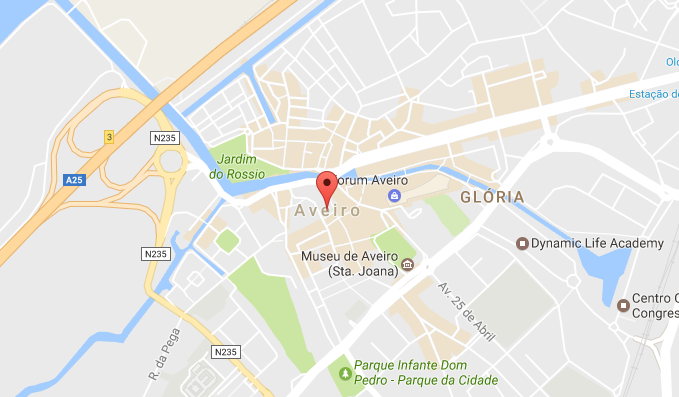 Olo
Estação de
3
N235
Jardim
do Rossio
A25
orum Aveiro
GLÓRIA
Aveiro
Dynamic Life Academy
N235
Museu de Aveiro
(Sta. Joana)
Centro C
Congres
Av. 25 de Abril
R. da Pega
N235
Parque Infante Dom
Pedro - Parque da Cidade